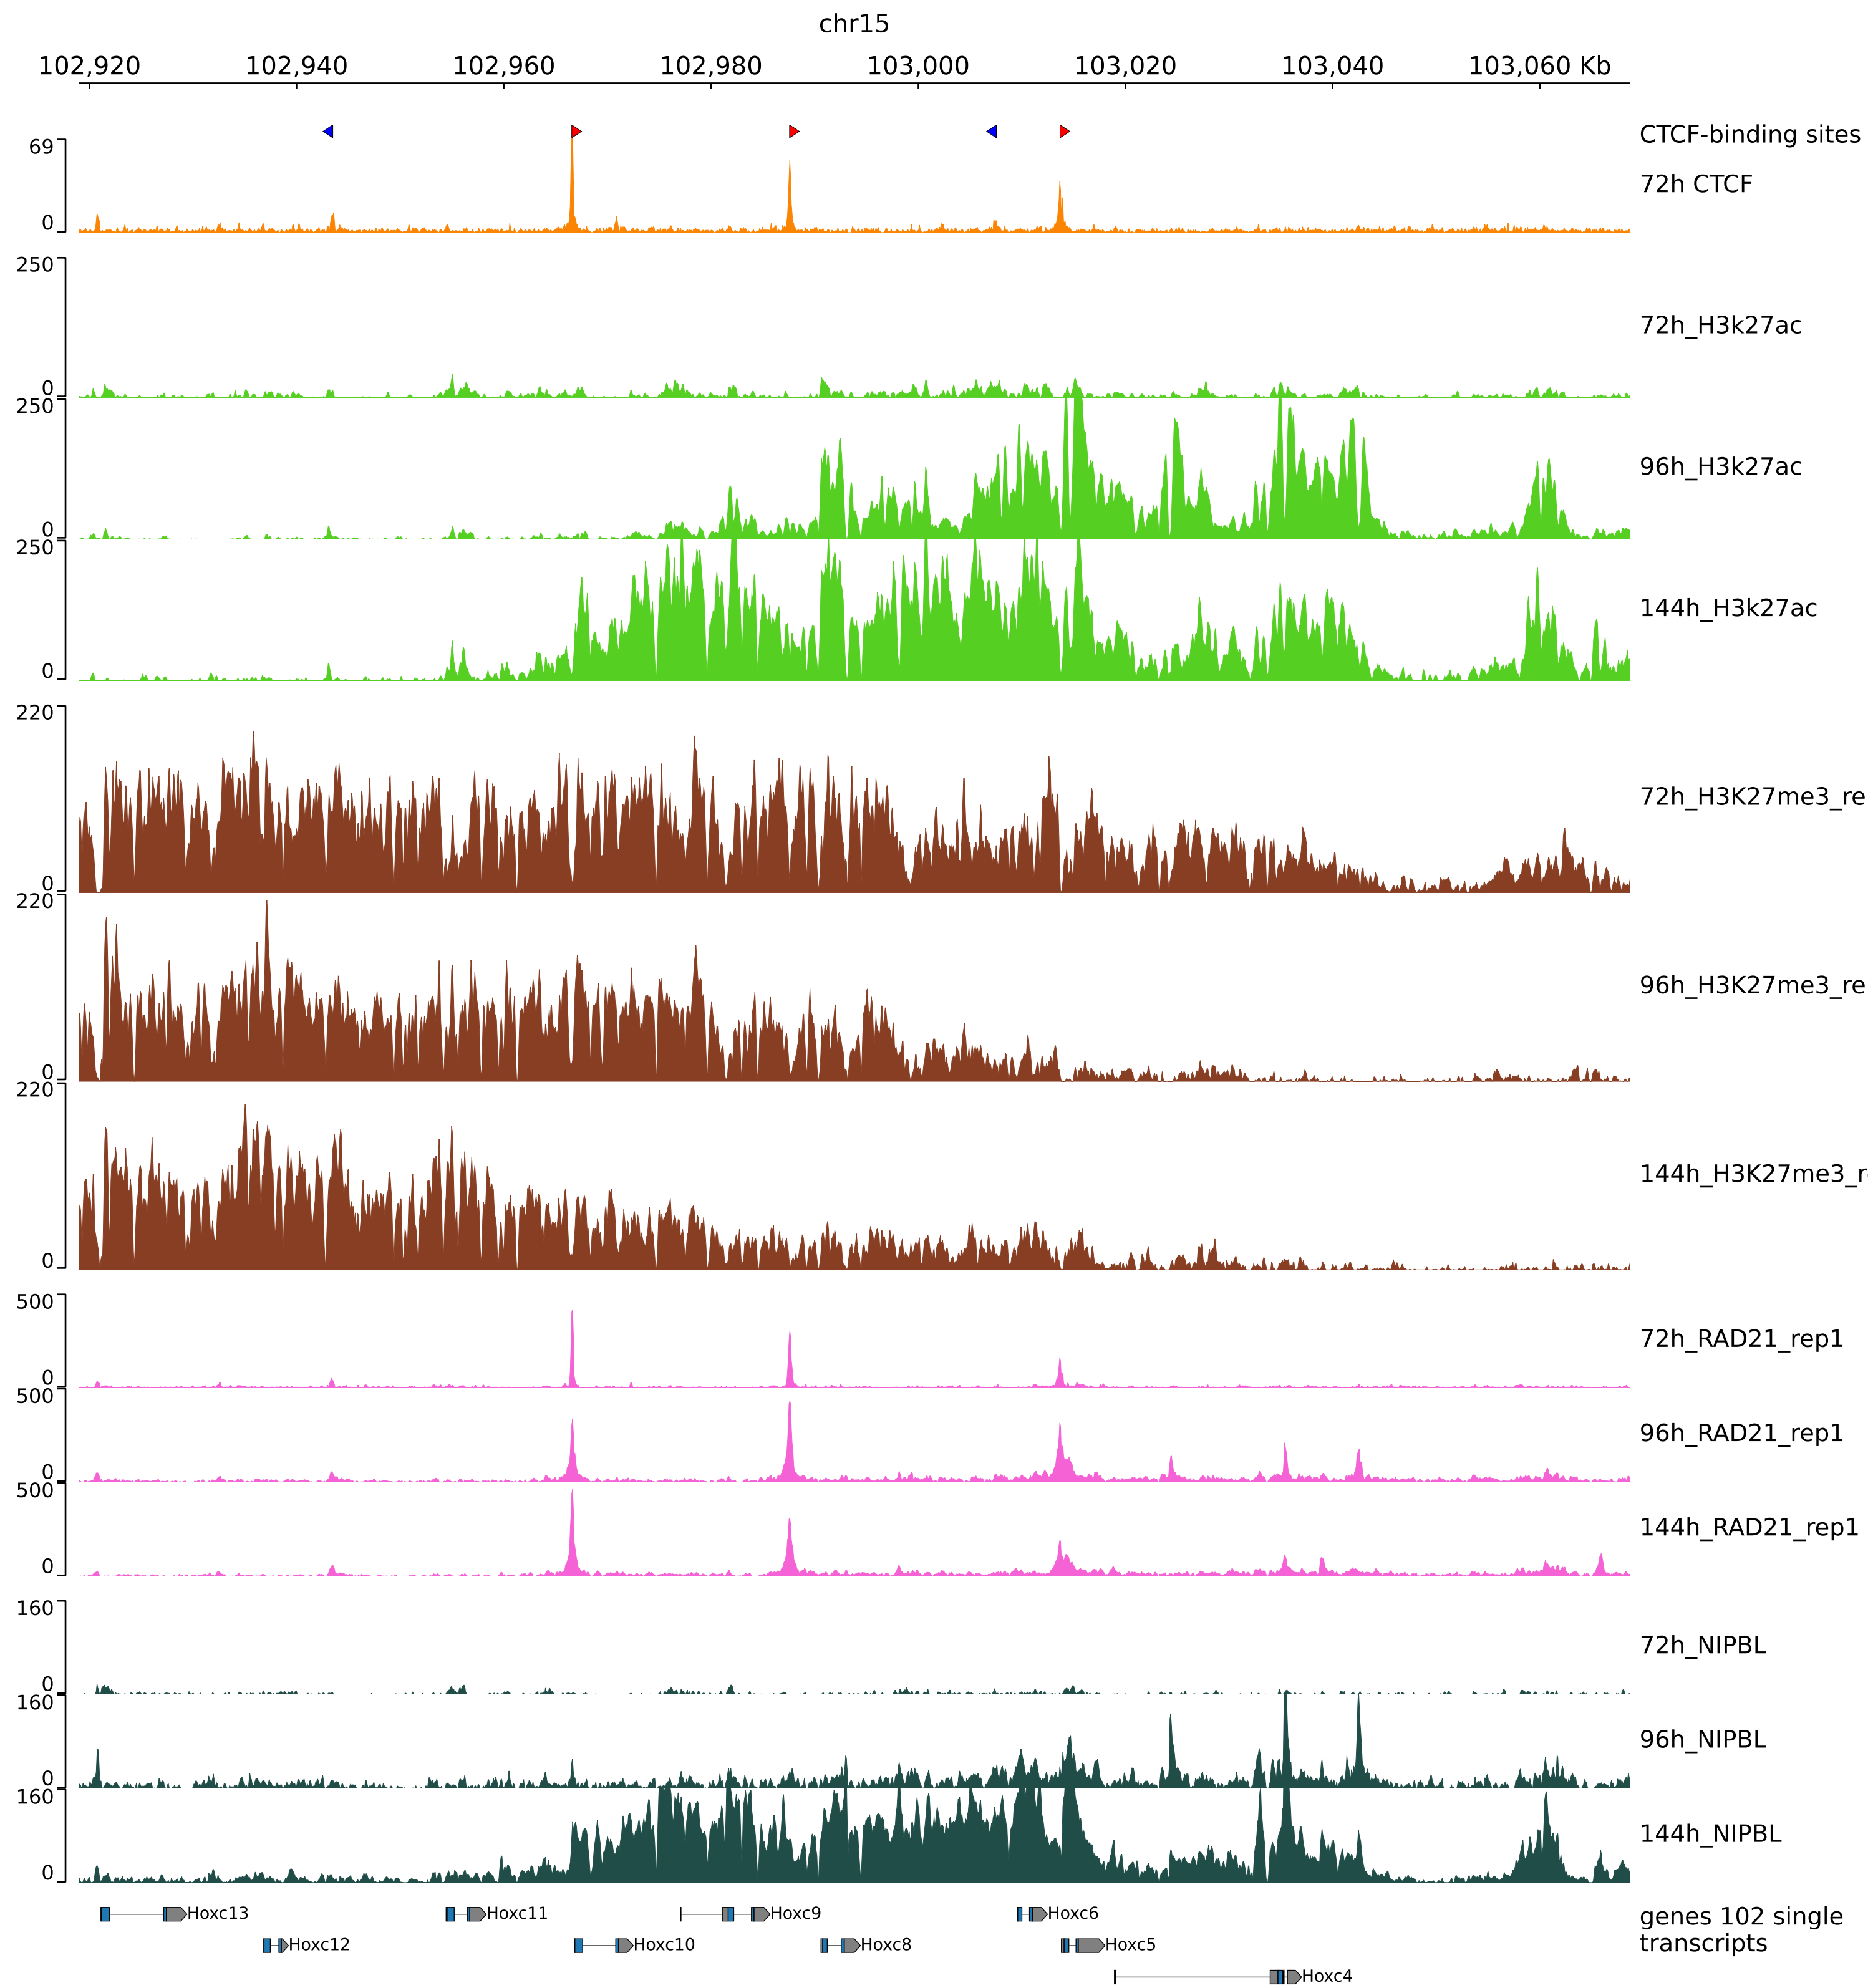 chr15
102,920 102,940 102,960 102,980 103,000 103,020 103,040 103,060 Kb
CTCF-binding sites
69
72h CTCF
0
250
72h_H3k27ac
0
250
96h_H3k27ac
0
250
144h_H3k27ac
0
220
72h_H3K27me3_re
0
220
96h_H3K27me3_re
0
220
144h_H3K27me3_r
0
500
72h_RAD21_rep1
0
500
96h_RAD21_rep1
0
500
144h_RAD21_rep1
0
160
72h_NIPBL
0
160
96h_NIPBL
0
160
144h_NIPBL
0
Hoxc13 Hoxc11 Hoxc9 Hoxc6
genes 102 single
transcripts
Hoxc12 Hoxc10 Hoxc8 Hoxc5
Hoxc4